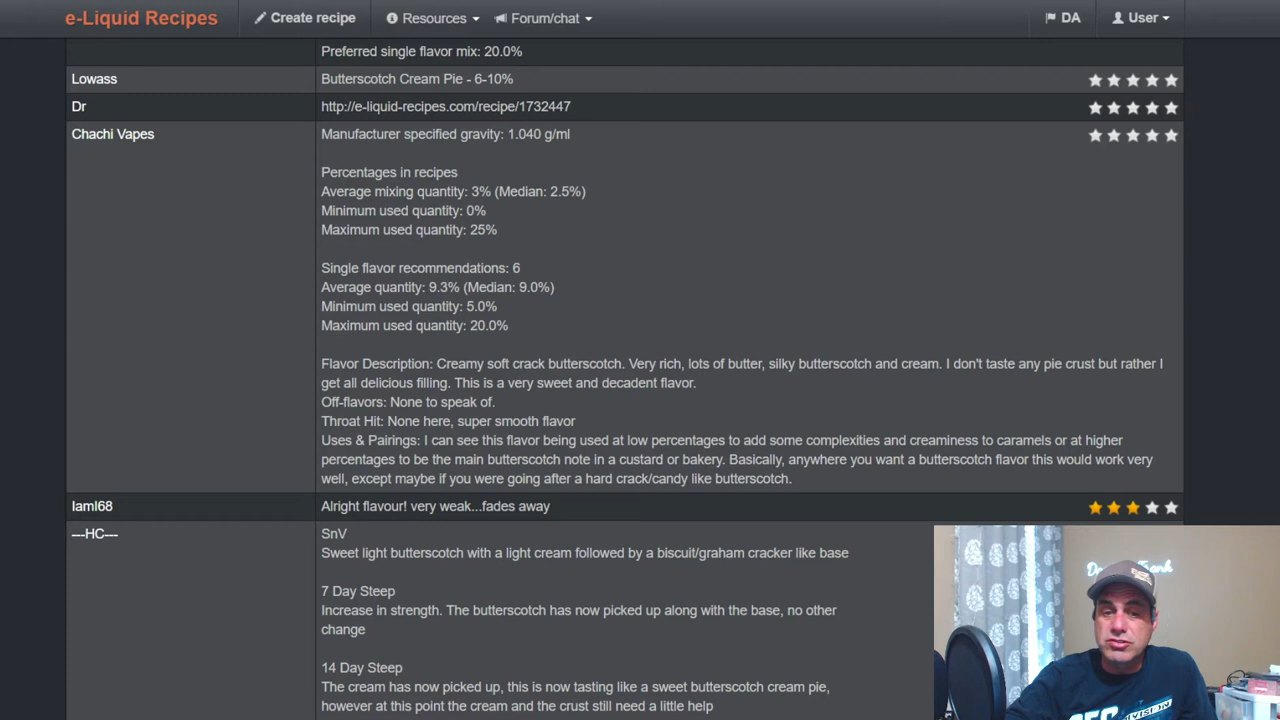 e-Liquid Recipes Create recipe Resources Forum/chat DA User
Preferred single flavor mix: 20.0%
Lowass Butterscotch Cream Pie - 6-10%
Dr http://e-liquid-recipes.com/recipe/1732447
Chachi Vapes Manufacturer specified gravity: 1.040 g/ml
Percentages in recipes
Average mixing quantity: 3% (Median: 2.5%)
Minimum used quantity: 0%
Maximum used quantity: 25%
Single flavor recommendations: 6
Average quantity: 9.3% (Median: 9.0%)
Minimum used quantity: 5.0%
Maximum used quantity: 20.0%
Flavor Description: Creamy soft crack butterscotch. Very rich, lots of butter, silky butterscotch and cream. I don't taste any pie crust but rather I
get all delicious filling. This is a very sweet and decadent flavor.
Off-flavors: None to speak of.
Throat Hit: None here, super smooth flavor
Uses & Pairings: I can see this flavor being used at low percentages to add some complexities and creaminess to caramels or at higher
percentages to be the main butterscotch note in a custard or bakery. Basically, anywhere you want a butterscotch flavor this would work very
well, except maybe if you were going after a hard crack/candy like butterscotch.
Iaml68 Alright flavour! very weak...fades away
---HC--- SnV
Sweet light butterscotch with a light cream followed by a biscuit/graham cracker like base
7 Day Steep
Increase in strength. The butterscotch has now picked up along with the base, no other
change
14 Day Steep
The cream has now picked up, this is now tasting like a sweet butterscotch cream pie,
however at this point the cream and the crust still need a little help